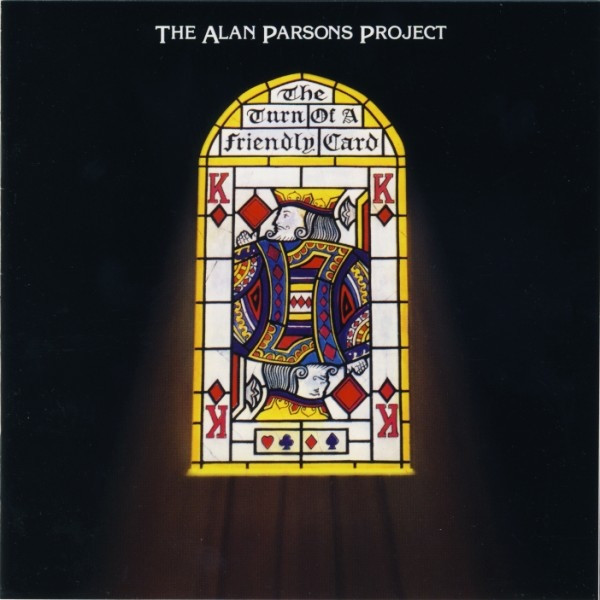 The Alan Parsons Project
The
Turn Of A
Friendly Card
K K
K K